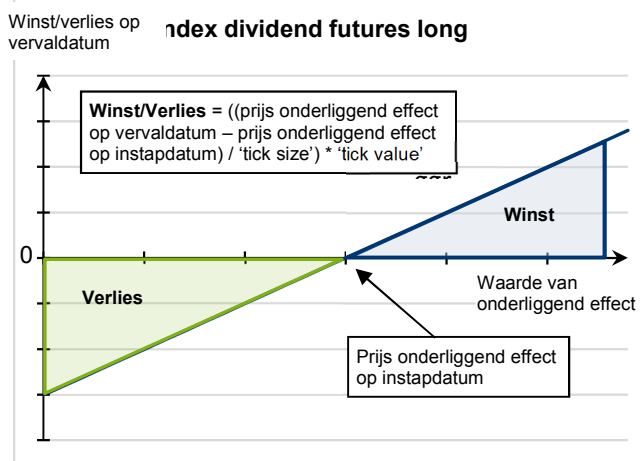 Winst/verlies op
vervaldatum
ndex dividend futures long
Winst/Verlies = ((prijs onderliggend effect
op vervaldatum – prijs onderliggend effect
op instapdatum) / ‘tick size’) * ‘tick value’
Winst
0
Waarde van
onderliggend effect
Verlies
Prijs onderliggend effect
op instapdatum